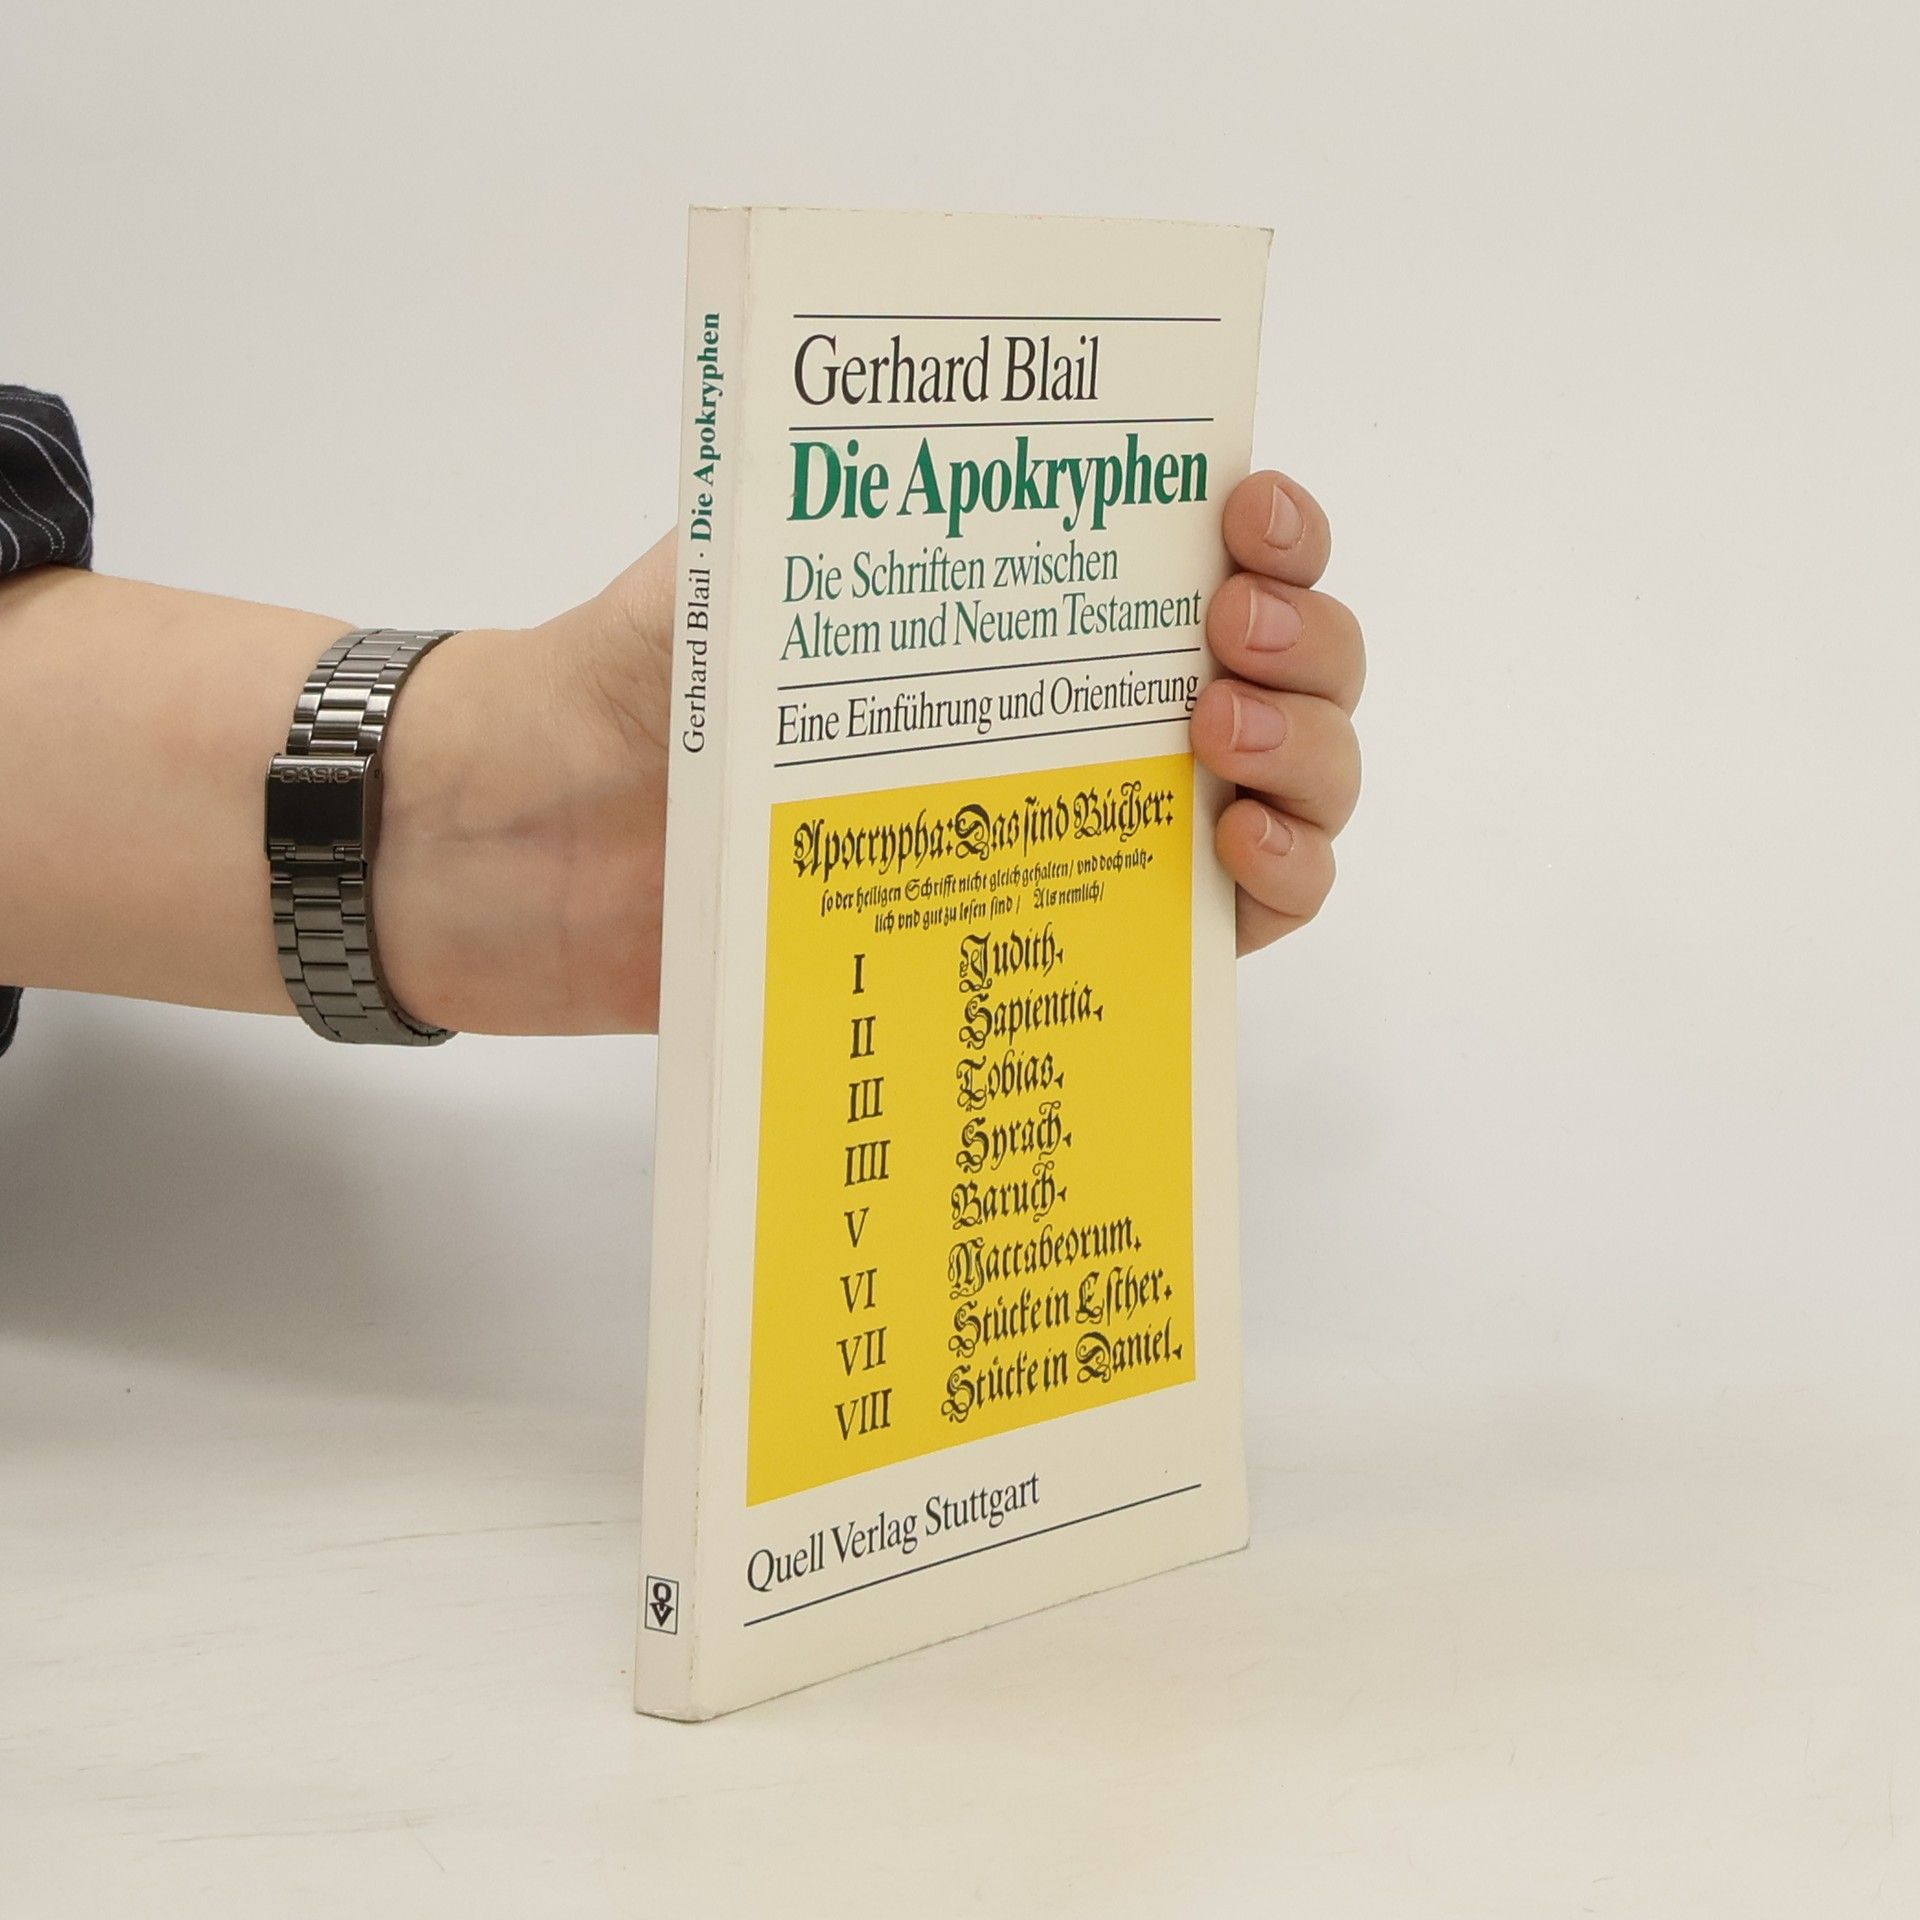 Gerhard Blail · Die Apokryphen
QV
Gerhard Blail
Die Apokryphen
Die Schriften zwischen
Altem und Neuem Testament
Eine Einführung und Orientierung
Apocrypha: Das sind Bücher:
so der heiligen Schrifft nicht gleich gehalten / vnd doch nütz-
lich vnd gut zu lesen sind / Als nemlich /
I Judith.
II Sapientia.
III Tobias.
IIII Syrach.
V Baruch.
VI Maccabeorum.
VII Stücke in Esther.
VIII Stücke in Daniel.
Quell Verlag Stuttgart
CASIO